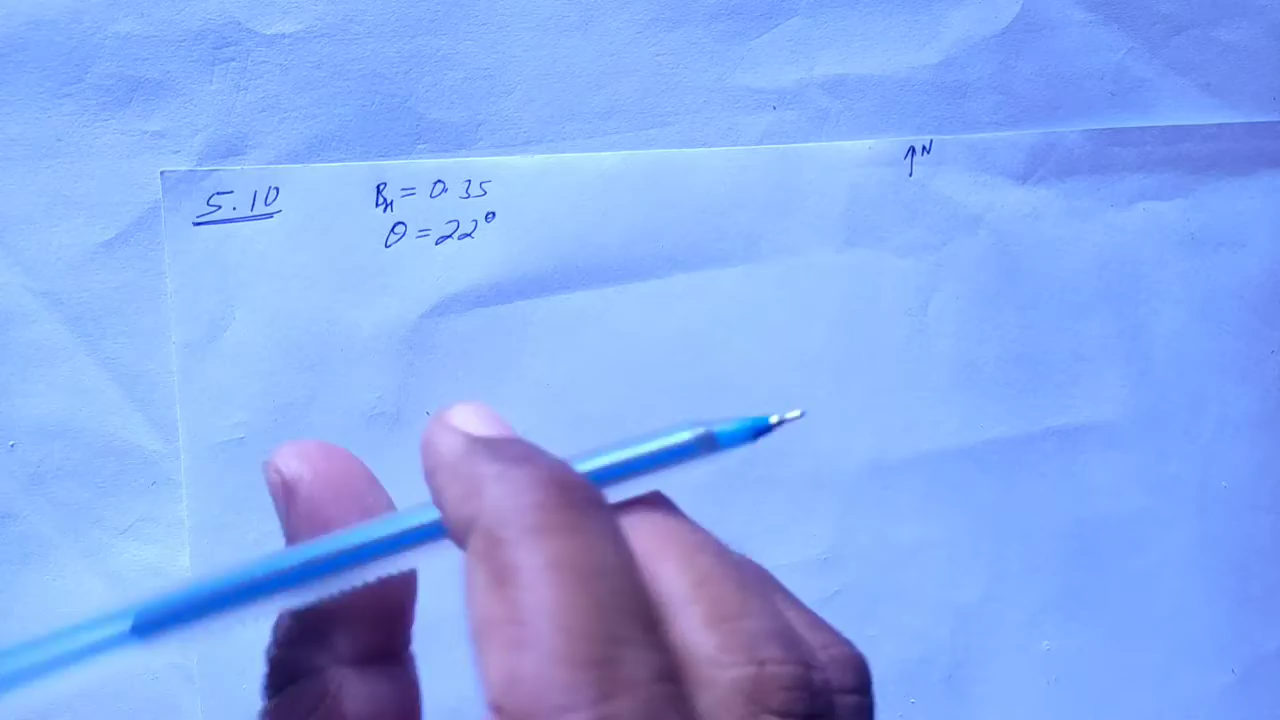 5.10
B_H = 0.35
θ = 22°
↑N